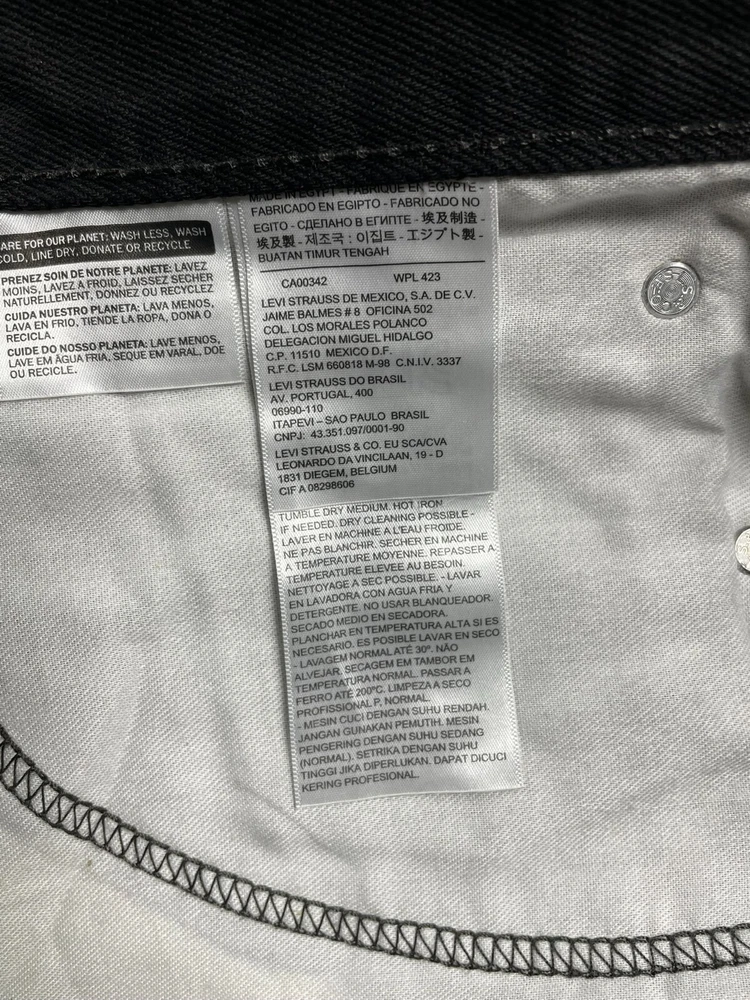 ARE FOR OUR PLANET: WASH LESS, WASH
COLD, LINE DRY, DONATE OR RECYCLE
PRENEZ SOIN DE NOTRE PLANETE: LAVEZ
MOINS, LAVEZ A FROID, LAISSEZ SECHER
NATURELLEMENT, DONNEZ OU RECYCLEZ
CUIDA NUESTRO PLANETA: LAVA MENOS,
LAVA EN FRIO, TIENDE LA ROPA, DONA O
RECICLA.
CUIDE DO NOSSO PLANETA: LAVE MENOS,
LAVE EM ÁGUA FRIA, SEQUE EM VARAL, DOE
OU RECICLE.
MADE IN EGYPT - FABRIQUE EN EGYPTE -
FABRICADO EN EGIPTO - FABRICADO NO
EGITO - СДЕЛАНО В ЕГИПТЕ - 埃及制造 -
埃及製 - 제조국 : 이집트 - エジプト製 -
BUATAN TIMUR TENGAH
CA00342 WPL 423
LEVI STRAUSS DE MEXICO, S.A. DE C.V.
JAIME BALMES # 8 OFICINA 502
COL. LOS MORALES POLANCO
DELEGACION MIGUEL HIDALGO
C.P. 11510 MEXICO D.F.
R.F.C. LSM 660818 M-98 C.N.I.V. 3337
LEVI STRAUSS DO BRASIL
AV. PORTUGAL, 400
06990-110
ITAPEVI – SAO PAULO BRASIL
CNPJ: 43.351.097/0001-90
LEVI STRAUSS & CO. EU SCA/CVA
LEONARDO DA VINCILAAN, 19 - D
1831 DIEGEM, BELGIUM
CIF A 08298606
TUMBLE DRY MEDIUM. HOT IRON
IF NEEDED. DRY CLEANING POSSIBLE -
LAVER EN MACHINE A L'EAU FROIDE.
NE PAS BLANCHIR. SECHER EN MACHINE
A TEMPERATURE MOYENNE. REPASSER A
TEMPERATURE ELEVEE AU BESOIN.
NETTOYAGE A SEC POSSIBLE. - LAVAR
EN LAVADORA CON AGUA FRIA Y
DETERGENTE. NO USAR BLANQUEADOR.
SECADO MEDIO EN SECADORA.
PLANCHAR EN TEMPERATURA ALTA SI ES
NECESARIO. ES POSIBLE LAVAR EN SECO
- LAVAGEM NORMAL ATÉ 30º. NÃO
ALVEJAR. SECAGEM EM TAMBOR EM
TEMPERATURA NORMAL. PASSAR A
FERRO ATÉ 200ºC. LIMPEZA A SECO
PROFISSIONAL P, NORMAL.
- MESIN CUCI DENGAN SUHU RENDAH.
JANGAN GUNAKAN PEMUTIH. MESIN
PENGERING DENGAN SUHU SEDANG
(NORMAL). SETRIKA DENGAN SUHU
TINGGI JIKA DIPERLUKAN. DAPAT DICUCI
KERING PROFESIONAL.